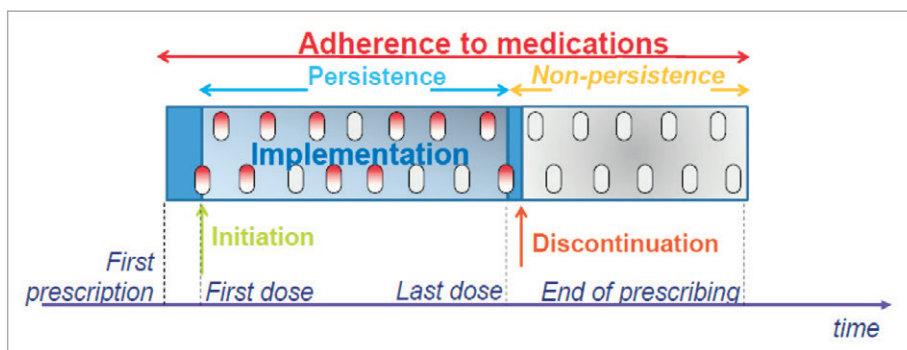 Adherence to medications
Persistence
Non-persistence
Implementation
Initiation
Discontinuation
First
prescription
First dose
Last dose
End of prescribing
time